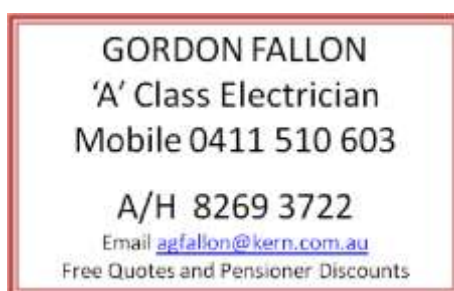 GORDON FALLON
‘A’ Class Electrician
Mobile 0411 510 603
A/H 8269 3722
Email agfallon@kern.com.au
Free Quotes and Pensioner Discounts